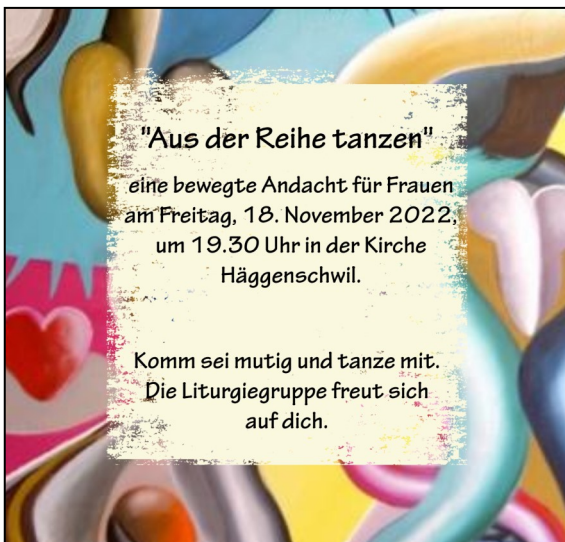 "Aus der Reihe tanzen"
eine bewegte Andacht für Frauen
am Freitag, 18. November 2022,
um 19.30 Uhr in der Kirche
Häggenschwil.
Komm sei mutig und tanze mit.
Die Liturgiegruppe freut sich
auf dich.